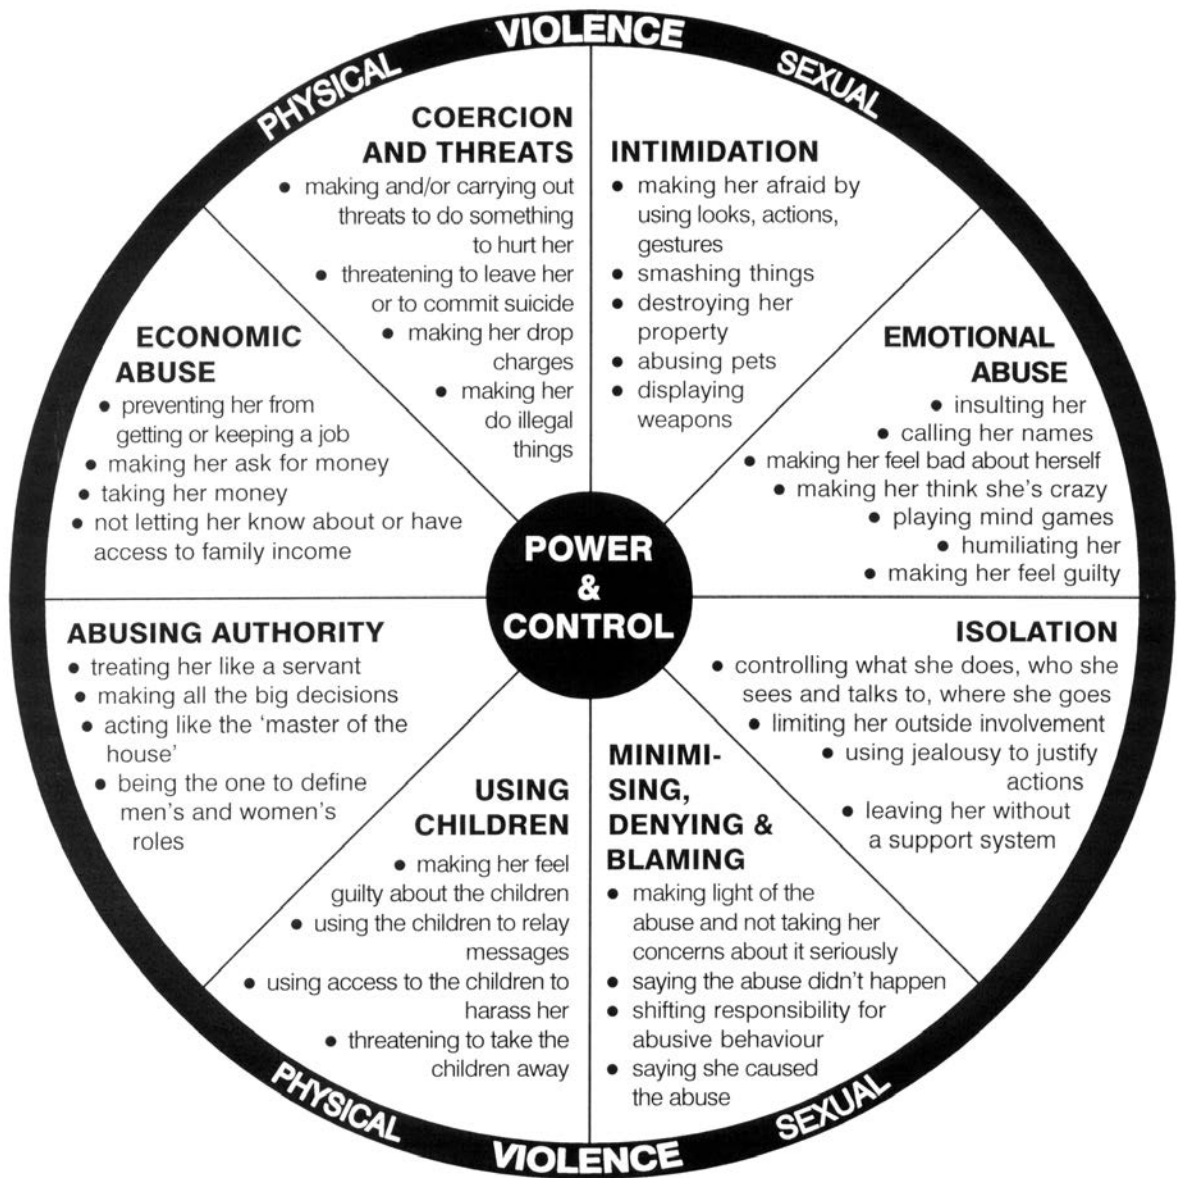 PHYSICAL VIOLENCE SEXUAL
COERCION
AND THREATS
• making and/or carrying out
threats to do something
to hurt her
• threatening to leave her
or to commit suicide
• making her drop
charges
• making her
do illegal
things
INTIMIDATION
• making her afraid by
using looks, actions,
gestures
• smashing things
• destroying her
property
• abusing pets
• displaying
weapons
EMOTIONAL
ABUSE
• insulting her
• calling her names
• making her feel bad about herself
• making her think she's crazy
• playing mind games
• humiliating her
• making her feel guilty
ISOLATION
• controlling what she does, who she
sees and talks to, where she goes
• limiting her outside involvement
• using jealousy to justify
actions
• leaving her without
a support system
MINIMI-
SING,
DENYING &
BLAMING
• making light of the
abuse and not taking her
concerns about it seriously
• saying the abuse didn't happen
• shifting responsibility for
abusive behaviour
• saying she caused
the abuse
USING
CHILDREN
• making her feel
guilty about the children
• using the children to relay
messages
• using access to the children to
harass her
• threatening to take the
children away
ABUSING AUTHORITY
• treating her like a servant
• making all the big decisions
• acting like the ‘master of the
house’
• being the one to define
men's and women's
roles
ECONOMIC
ABUSE
• preventing her from
getting or keeping a job
• making her ask for money
• taking her money
• not letting her know about or have
access to family income
POWER
&
CONTROL
PHYSICAL VIOLENCE SEXUAL